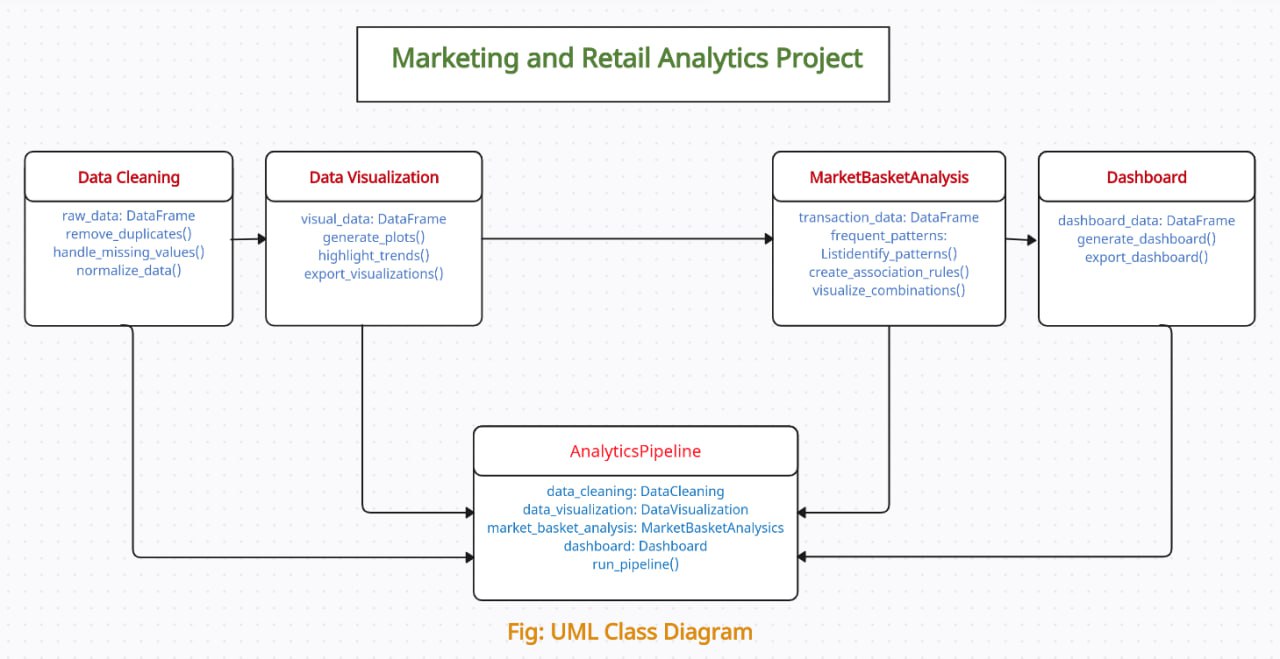 Marketing and Retail Analytics Project
Data Cleaning
raw_data: DataFrame
remove_duplicates()
handle_missing_values()
normalize_data()
Data Visualization
visual_data: DataFrame
generate_plots()
highlight_trends()
export_visualizations()
MarketBasketAnalysis
transaction_data: DataFrame
frequent_patterns:
Listidentify_patterns()
create_association_rules()
visualize_combinations()
Dashboard
dashboard_data: DataFrame
generate_dashboard()
export_dashboard()
AnalyticsPipeline
data_cleaning: DataCleaning
data_visualization: DataVisualization
market_basket_analysis: MarketBasketAnalysics
dashboard: Dashboard
run_pipeline()
Fig: UML Class Diagram